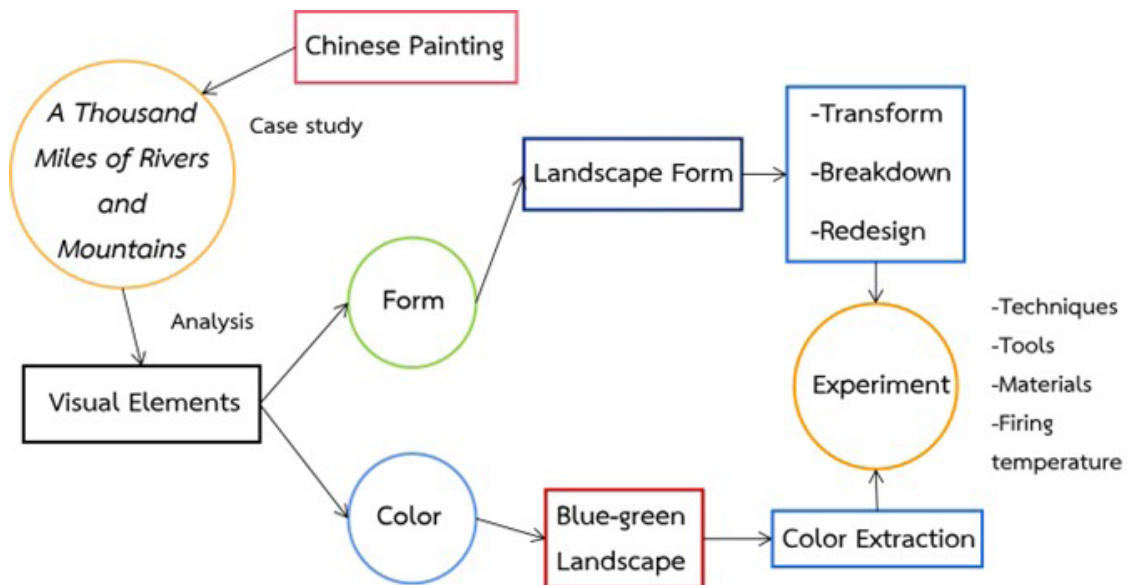 Chinese Painting
A Thousand
Miles of Rivers
and
Mountains
Case study
Analysis
Visual Elements
Form
Landscape Form
-Transform
-Breakdown
-Redesign
Color
Blue-green
Landscape
Color Extraction
Experiment
-Techniques
-Tools
-Materials
-Firing
temperature